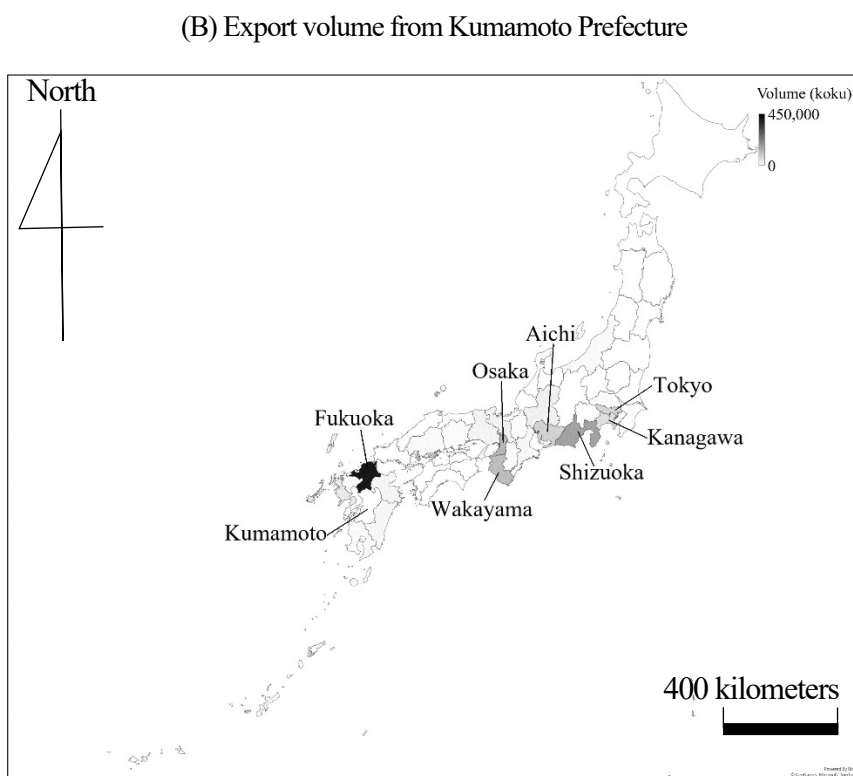 (B) Export volume from Kumamoto Prefecture
North
Volume (koku)
450,000
0
Aichi
Osaka
Tokyo
Fukuoka
Kanagawa
Shizuoka
Wakayama
Kumamoto
400 kilometers